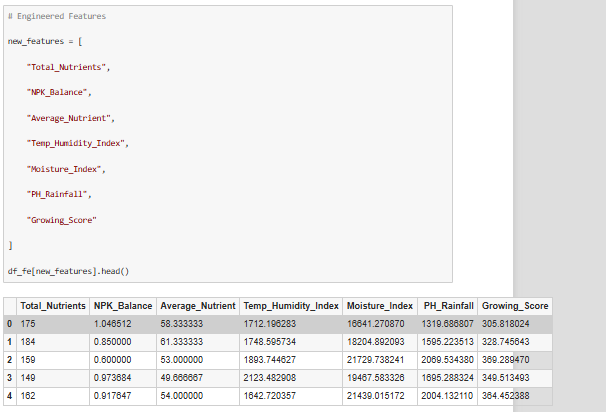 # Engineered Features
new_features = [
"Total_Nutrients",
"NPK_Balance",
"Average_Nutrient",
"Temp_Humidity_Index",
"Moisture_Index",
"PH_Rainfall",
"Growing_Score"
]
df_fe[new_features].head()
Total_Nutrients NPK_Balance Average_Nutrient Temp_Humidity_Index Moisture_Index PH_Rainfall Growing_Score
0 175 1.046512 58.333333 1712.196283 16641.270870 1319.686807 305.818024
1 184 0.850000 61.333333 1748.595734 18204.892093 1595.223513 328.745643
2 159 0.600000 53.000000 1893.744627 21729.738241 2069.534380 369.289470
3 149 0.973684 49.666667 2123.482908 19467.583326 1695.288324 349.513493
4 162 0.917647 54.000000 1642.720357 21439.015172 2004.132110 364.452388